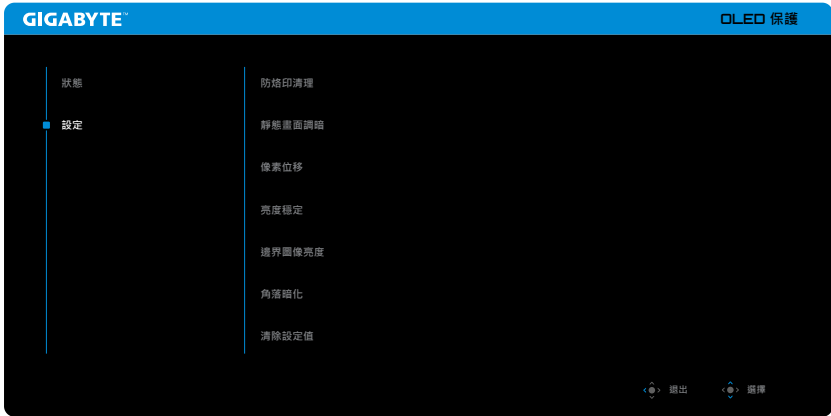 GIGABYTE™
OLED 保護
狀態
設定
防烙印清理
靜態畫面調暗
像素位移
亮度穩定
邊界圖像亮度
角落暗化
清除設定值
退出
選擇